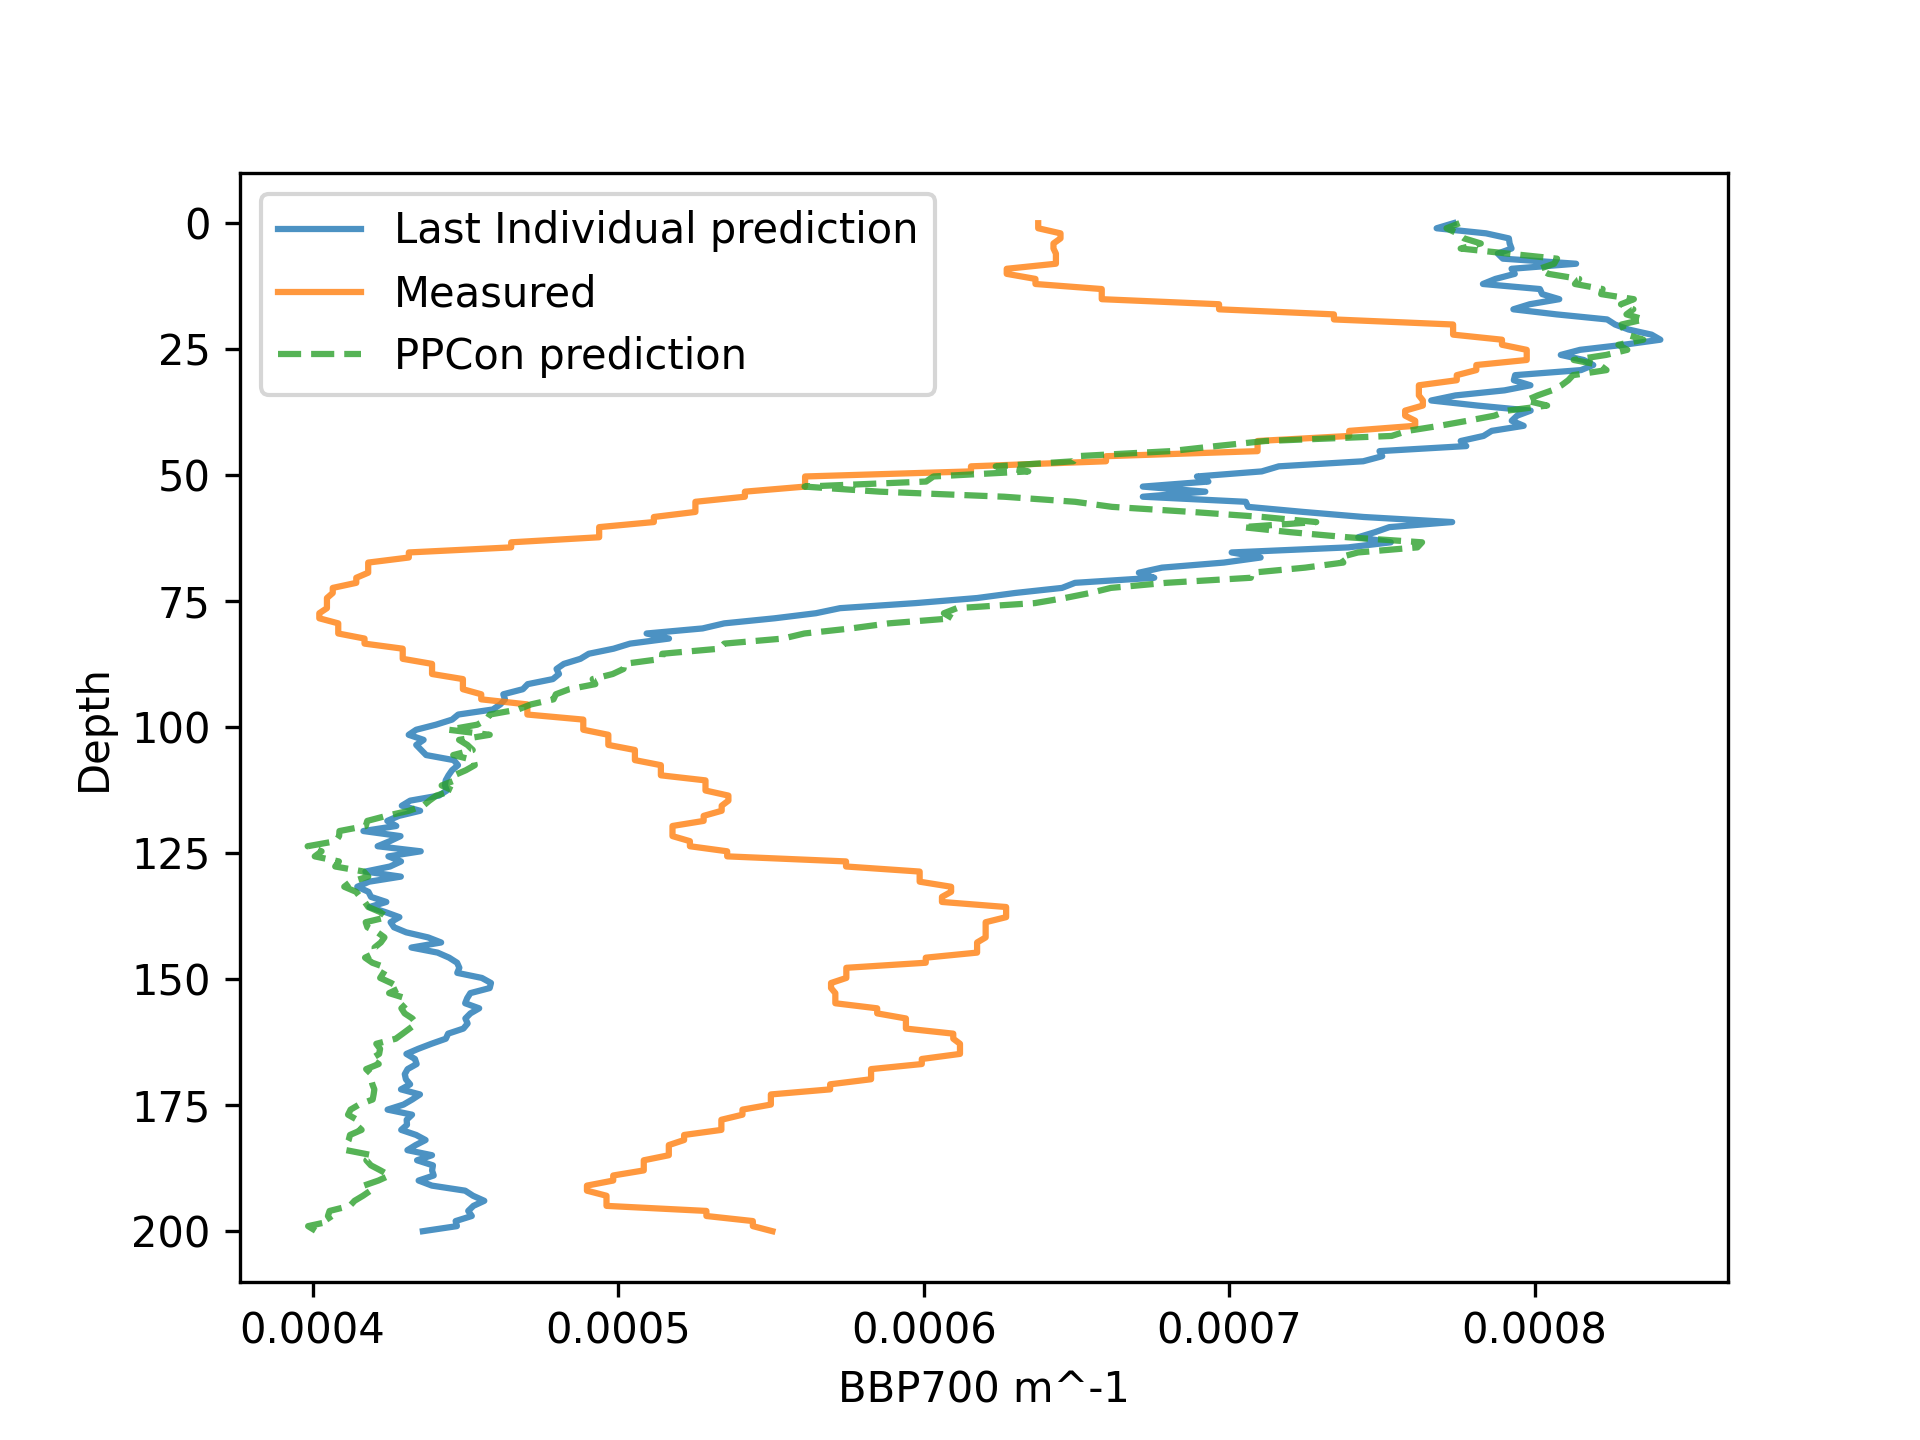 Last Individual prediction
Measured
PPCon prediction
0
25
50
75
100
125
150
175
200
Depth
0.0004 0.0005 0.0006 0.0007 0.0008
BBP700 m^-1